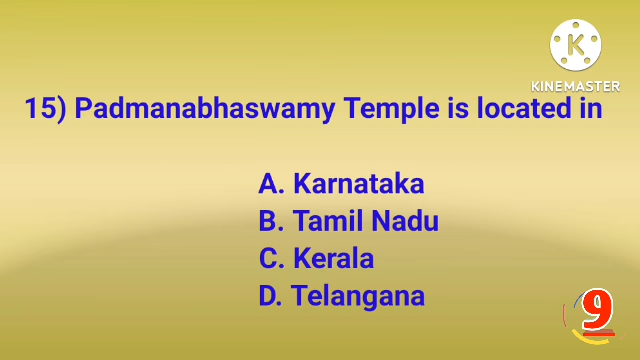 KINEMASTER
15) Padmanabhaswamy Temple is located in
A. Karnataka
B. Tamil Nadu
C. Kerala
D. Telangana
9